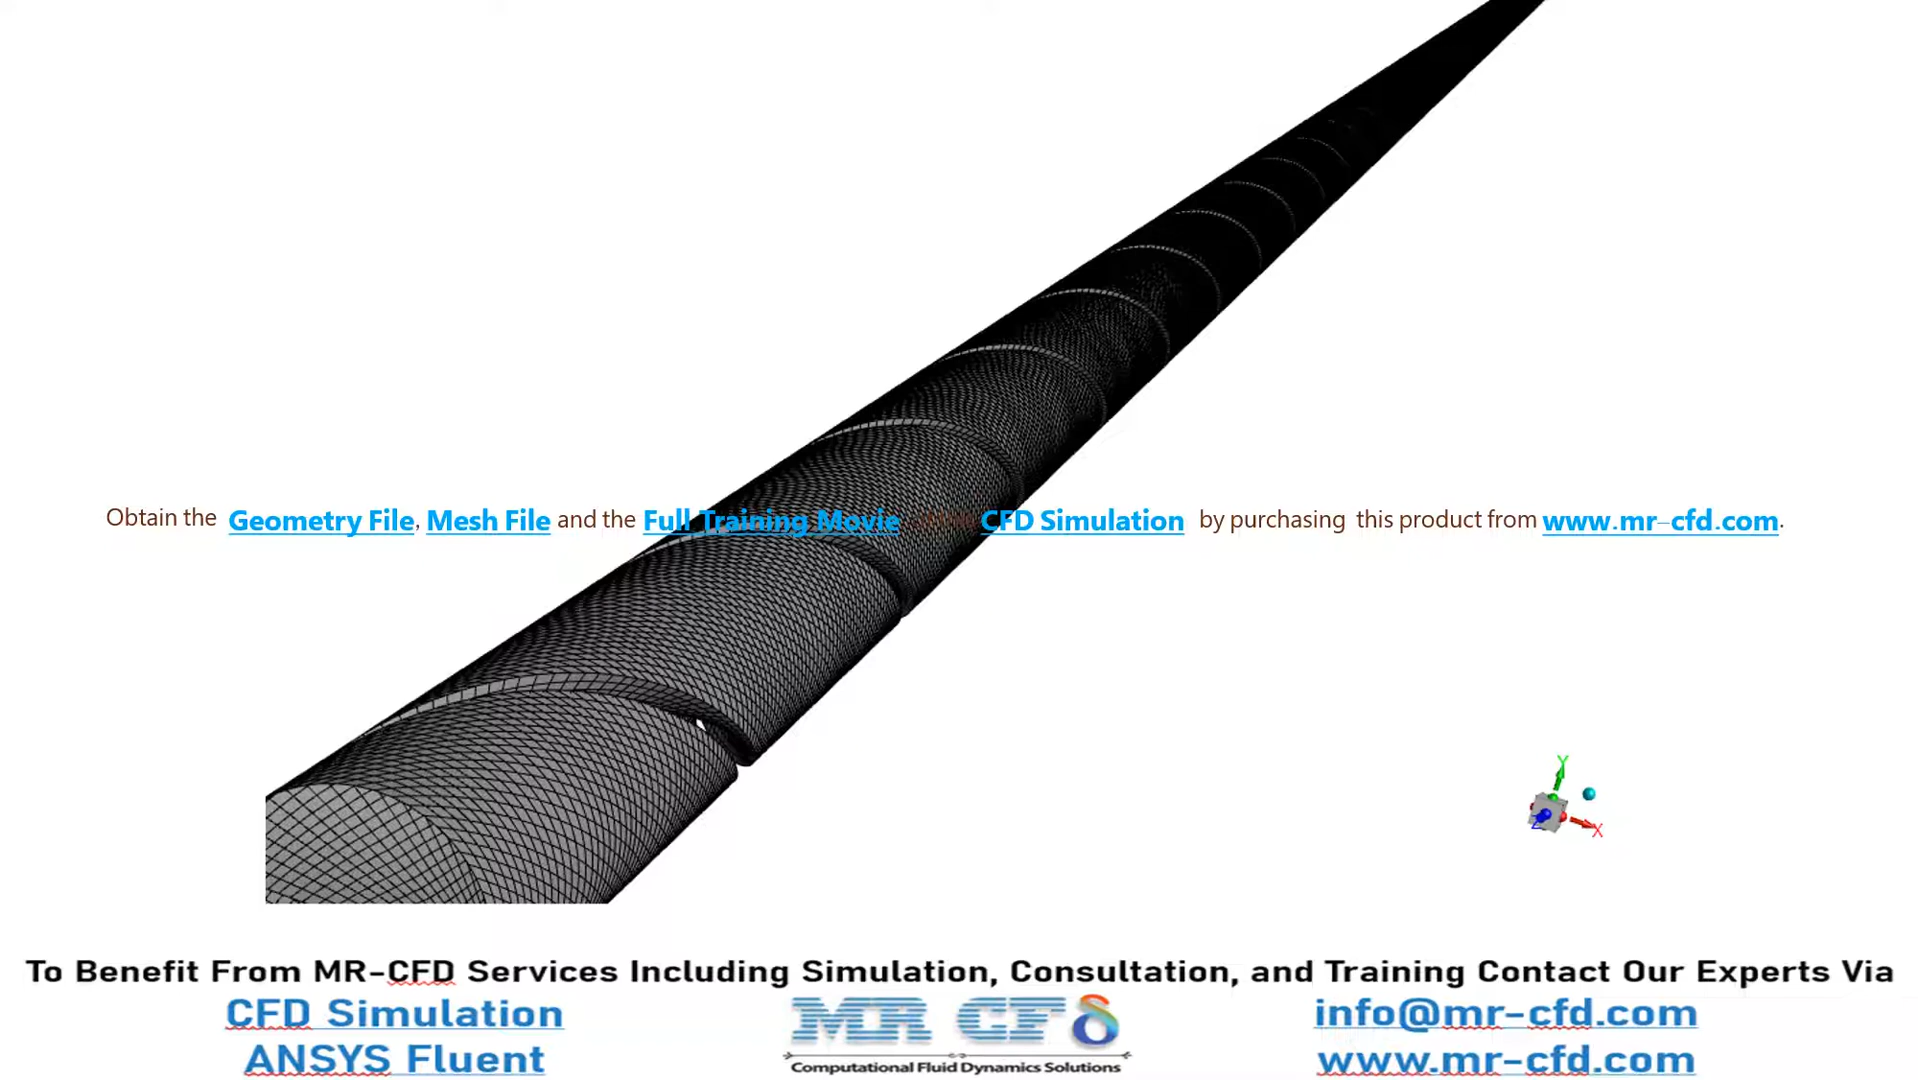 Obtain the Geometry File, Mesh File and the Full Training Movie CFD Simulation by purchasing this product from www.mr-cfd.com.
Y
X
Z
To Benefit From MR-CFD Services Including Simulation, Consultation, and Training Contact Our Experts Via
CFD Simulation
ANSYS Fluent
MR CFD
Computational Fluid Dynamics Solutions
info@mr-cfd.com
www.mr-cfd.com